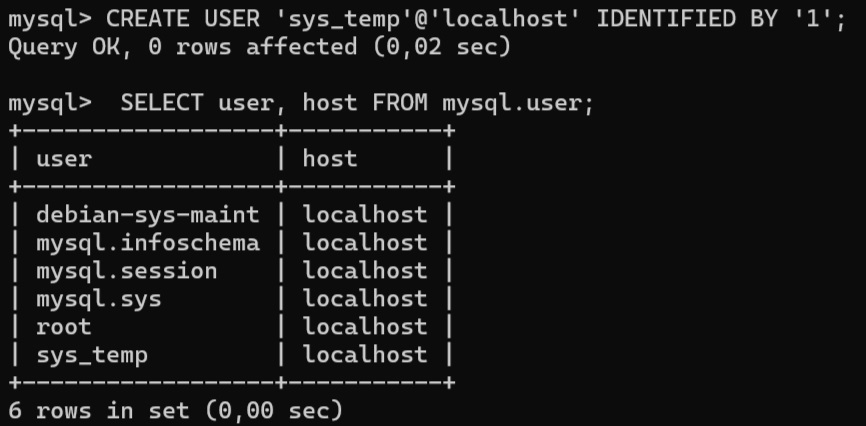 mysql> CREATE USER 'sys_temp'@'localhost' IDENTIFIED BY '1';
Query OK, 0 rows affected (0,02 sec)

mysql>  SELECT user, host FROM mysql.user;
+------------------+-----------+
| user             | host      |
+------------------+-----------+
| debian-sys-maint | localhost |
| mysql.infoschema | localhost |
| mysql.session    | localhost |
| mysql.sys        | localhost |
| root             | localhost |
| sys_temp         | localhost |
+------------------+-----------+
6 rows in set (0,00 sec)